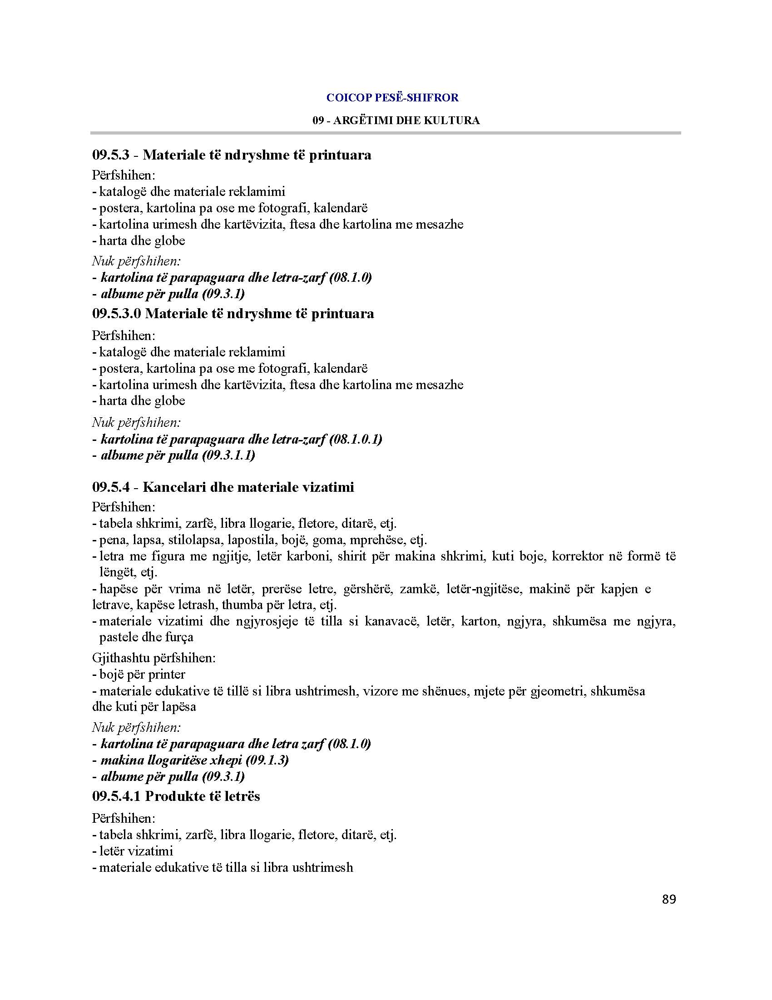 COICOP PESË-SHIFROR
09 - ARGËTIMI DHE KULTURA
09.5.3 - Materiale të ndryshme të printuara
Përfshihen:
- katalogë dhe materiale reklamimi
- postera, kartolina pa ose me fotografi, kalendarë
- kartolina urimesh dhe kartëvizita, ftesa dhe kartolina me mesazhe
- harta dhe globe
Nuk përfshihen:
- kartolina të parapaguara dhe letra-zarf (08.1.0)
- albume për pulla (09.3.1)
09.5.3.0 Materiale të ndryshme të printuara
Përfshihen:
- katalogë dhe materiale reklamimi
- postera, kartolina pa ose me fotografi, kalendarë
- kartolina urimesh dhe kartëvizita, ftesa dhe kartolina me mesazhe
- harta dhe globe
Nuk përfshihen:
- kartolina të parapaguara dhe letra-zarf (08.1.0.1)
- albume për pulla (09.3.1.1)
09.5.4 - Kancelari dhe materiale vizatimi
Përfshihen:
- tabela shkrimi, zarfë, libra llogarie, fletore, ditarë, etj.
- pena, lapsa, stilolapsa, lapostila, bojë, goma, mprehëse, etj.
- letra me figura me ngjitje, letër karboni, shirit për makina shkrimi, kuti boje, korrektor në formë të
lëngët, etj.
- hapëse për vrima në letër, prerëse letre, gërshërë, zamkë, letër-ngjitëse, makinë për kapjen e
letrave, kapëse letrash, thumba për letra, etj.
- materiale vizatimi dhe ngjyrosjeje të tilla si kanavacë, letër, karton, ngjyra, shkumësa me ngjyra,
pastele dhe furça
Gjithashtu përfshihen:
- bojë për printer
- materiale edukative të tillë si libra ushtrimesh, vizore me shënues, mjete për gjeometri, shkumësa
dhe kuti për lapësa
Nuk përfshihen:
- kartolina të parapaguara dhe letra zarf (08.1.0)
- makina llogaritëse xhepi (09.1.3)
- albume për pulla (09.3.1)
09.5.4.1 Produkte të letrës
Përfshihen:
- tabela shkrimi, zarfë, libra llogarie, fletore, ditarë, etj.
- letër vizatimi
- materiale edukative të tilla si libra ushtrimesh
89